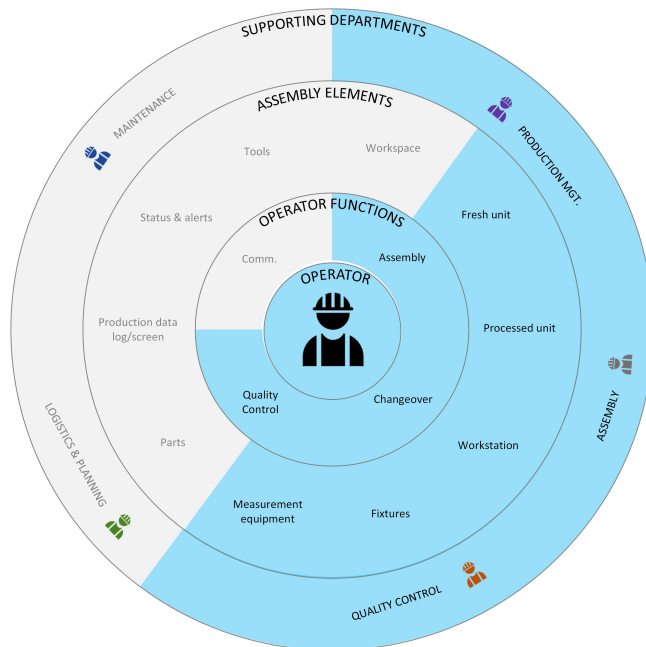 SUPPORTING DEPARTMENTS
MAINTENANCE
PRODUCTION MGT.
ASSEMBLY ELEMENTS
Tools
Workspace
Status & alerts
Fresh unit
OPERATOR FUNCTIONS
Comm.
Assembly
OPERATOR
Production data
log/screen
Processed unit
Quality
Control
Changeover
ASSEMBLY
LOGISTICS & PLANNING
Parts
Workstation
Measurement
equipment
Fixtures
QUALITY CONTROL